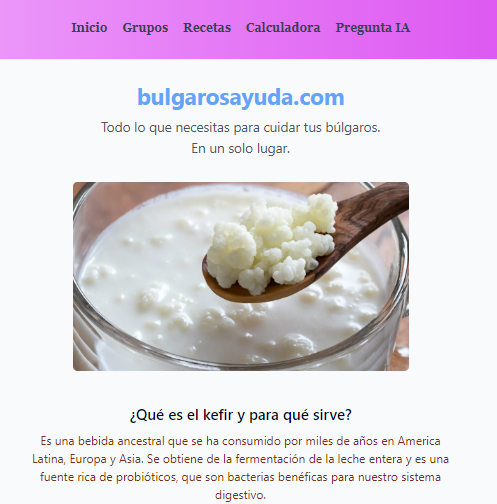 Inicio Grupos Recetas Calculadora Pregunta IA
bulgarosayuda.com
Todo lo que necesitas para cuidar tus búlgaros.
En un solo lugar.
¿Qué es el kefir y para qué sirve?
Es una bebida ancestral que se ha consumido por miles de años en America
Latina, Europa y Asia. Se obtiene de la fermentación de la leche entera y es una
fuente rica de probióticos, que son bacterias benéficas para nuestro sistema
digestivo.